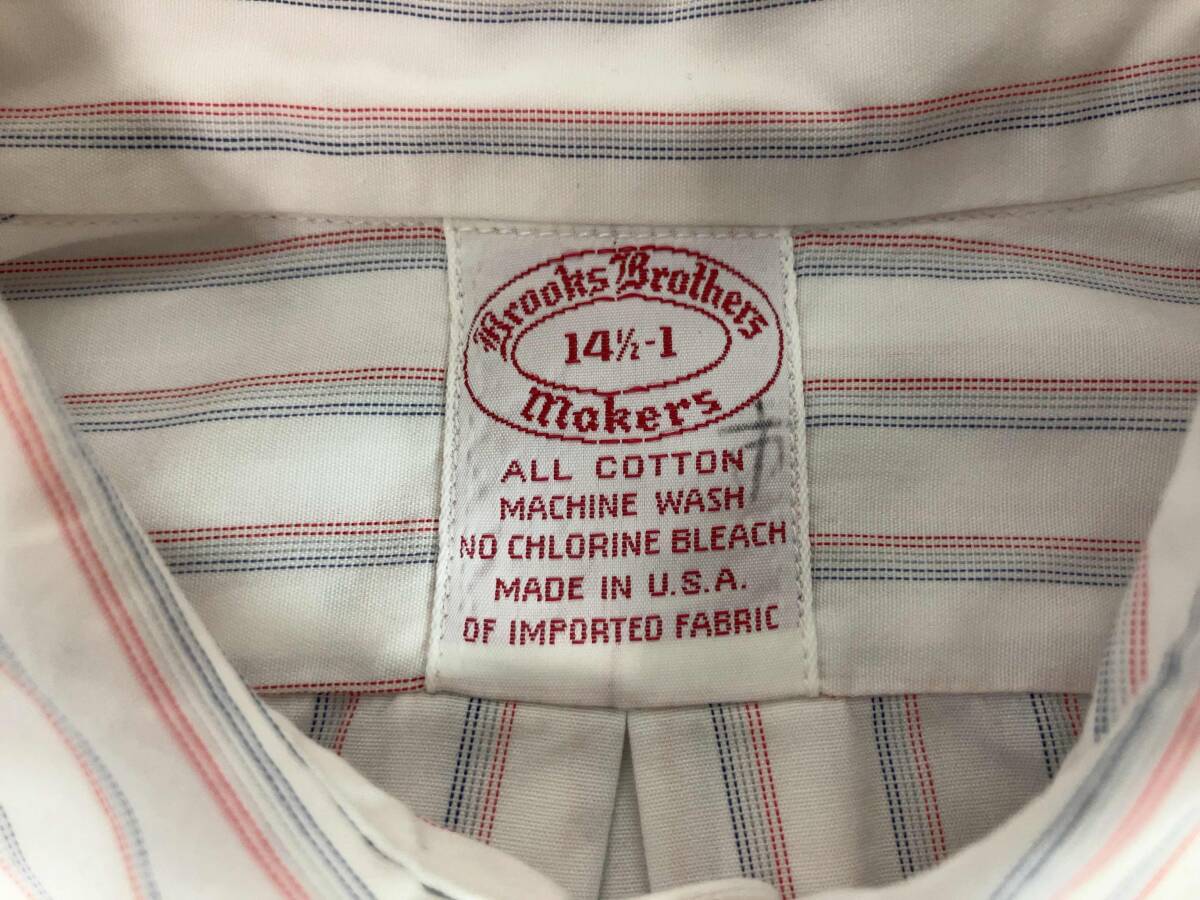 Brooks Brothers
14½-1
Makers
ALL COTTON
MACHINE WASH
NO CHLORINE BLEACH
MADE IN U.S.A.
OF IMPORTED FABRIC